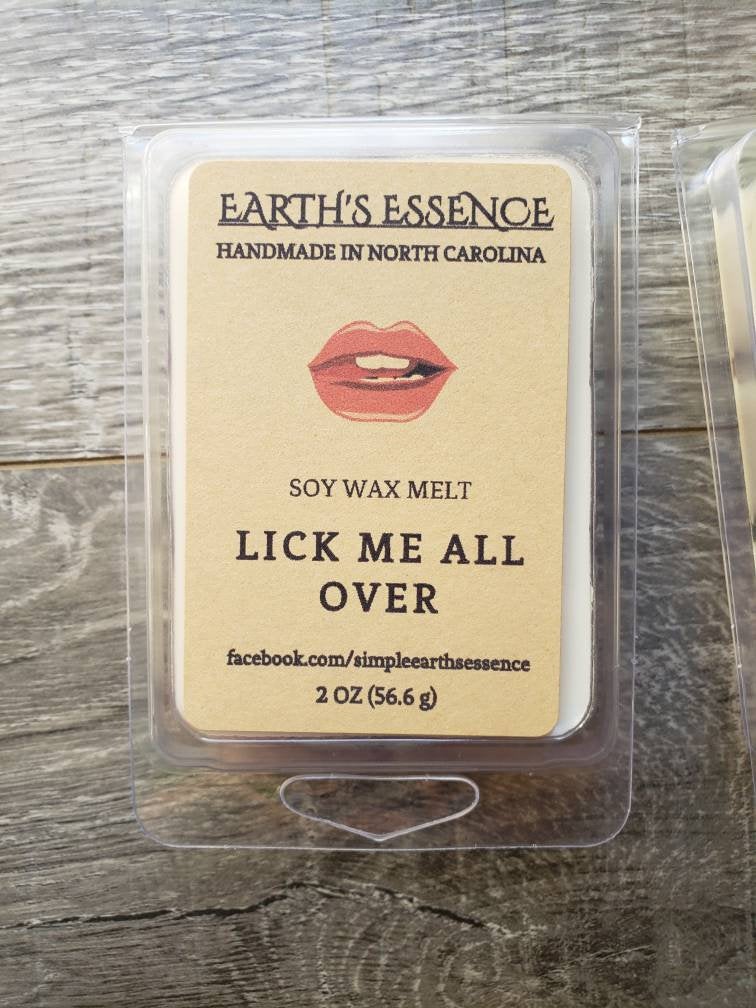 EARTH'S ESSENCE
HANDMADE IN NORTH CAROLINA
SOY WAX MELT
LICK ME ALL
OVER
facebook.com/simpleearthsessence
2 OZ (56.6 g)